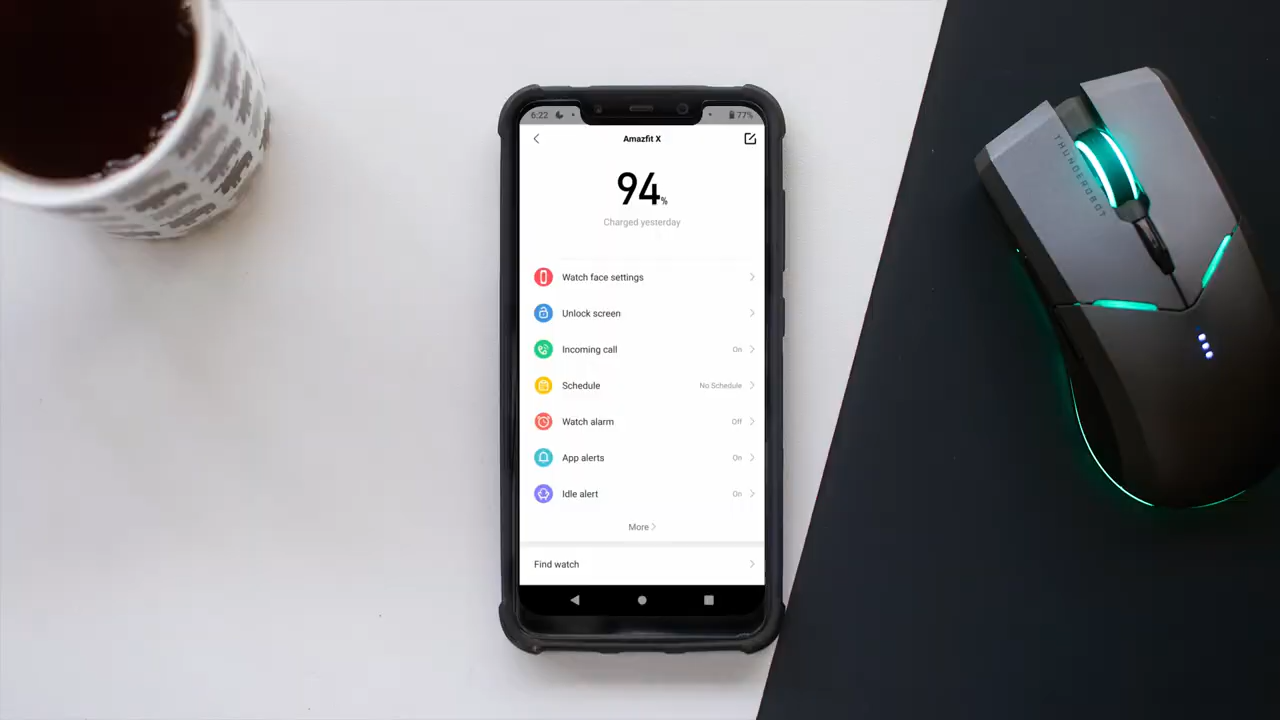 6:22
77%
Amazfit X
94%
Charged yesterday
Watch face settings
Unlock screen
Incoming call On
Schedule No Schedule
Watch alarm Off
App alerts On
Idle alert On
More
Find watch
THUNDEROBOT